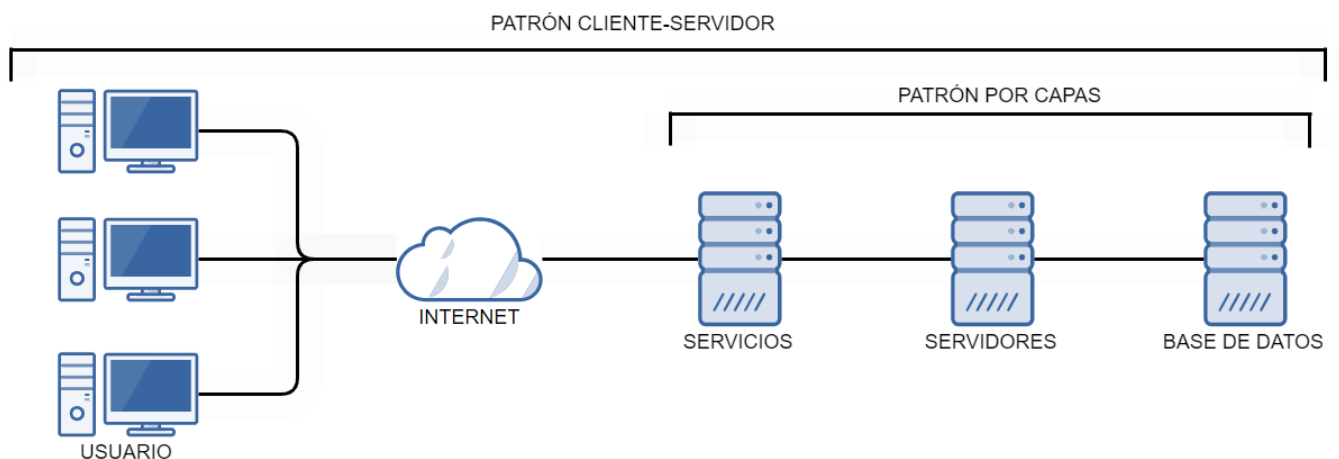 PATRÓN CLIENTE-SERVIDOR
PATRÓN POR CAPAS
INTERNET
SERVICIOS
SERVIDORES
BASE DE DATOS
USUARIO